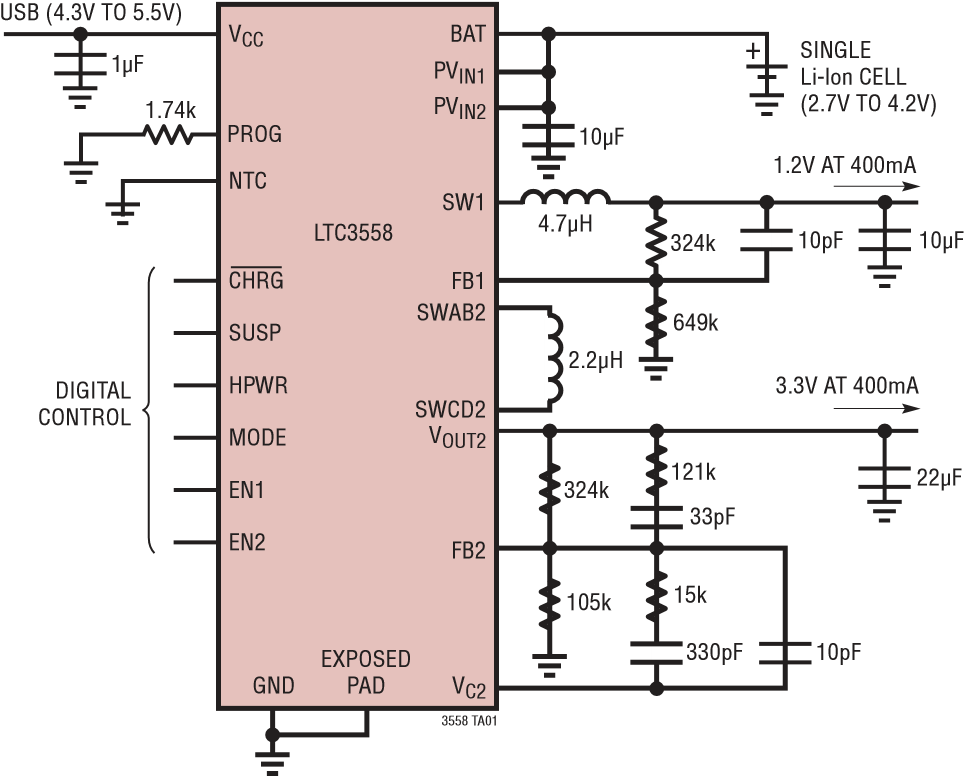 USB (4.3V TO 5.5V)
1µF
1.74k
VCC
PROG
NTC
LTC3558
CHRG
SUSP
HPWR
MODE
EN1
EN2
DIGITAL
CONTROL
GND
EXPOSED
PAD
BAT
PVIN1
PVIN2
SW1
FB1
SWAB2
SWCD2
VOUT2
FB2
VC2
3558 TA01
SINGLE
Li-Ion CELL
(2.7V TO 4.2V)
+
10µF
1.2V AT 400mA
4.7µH
324k
10pF
10µF
649k
2.2µH
3.3V AT 400mA
324k
121k
33pF
22µF
105k
15k
330pF
10pF